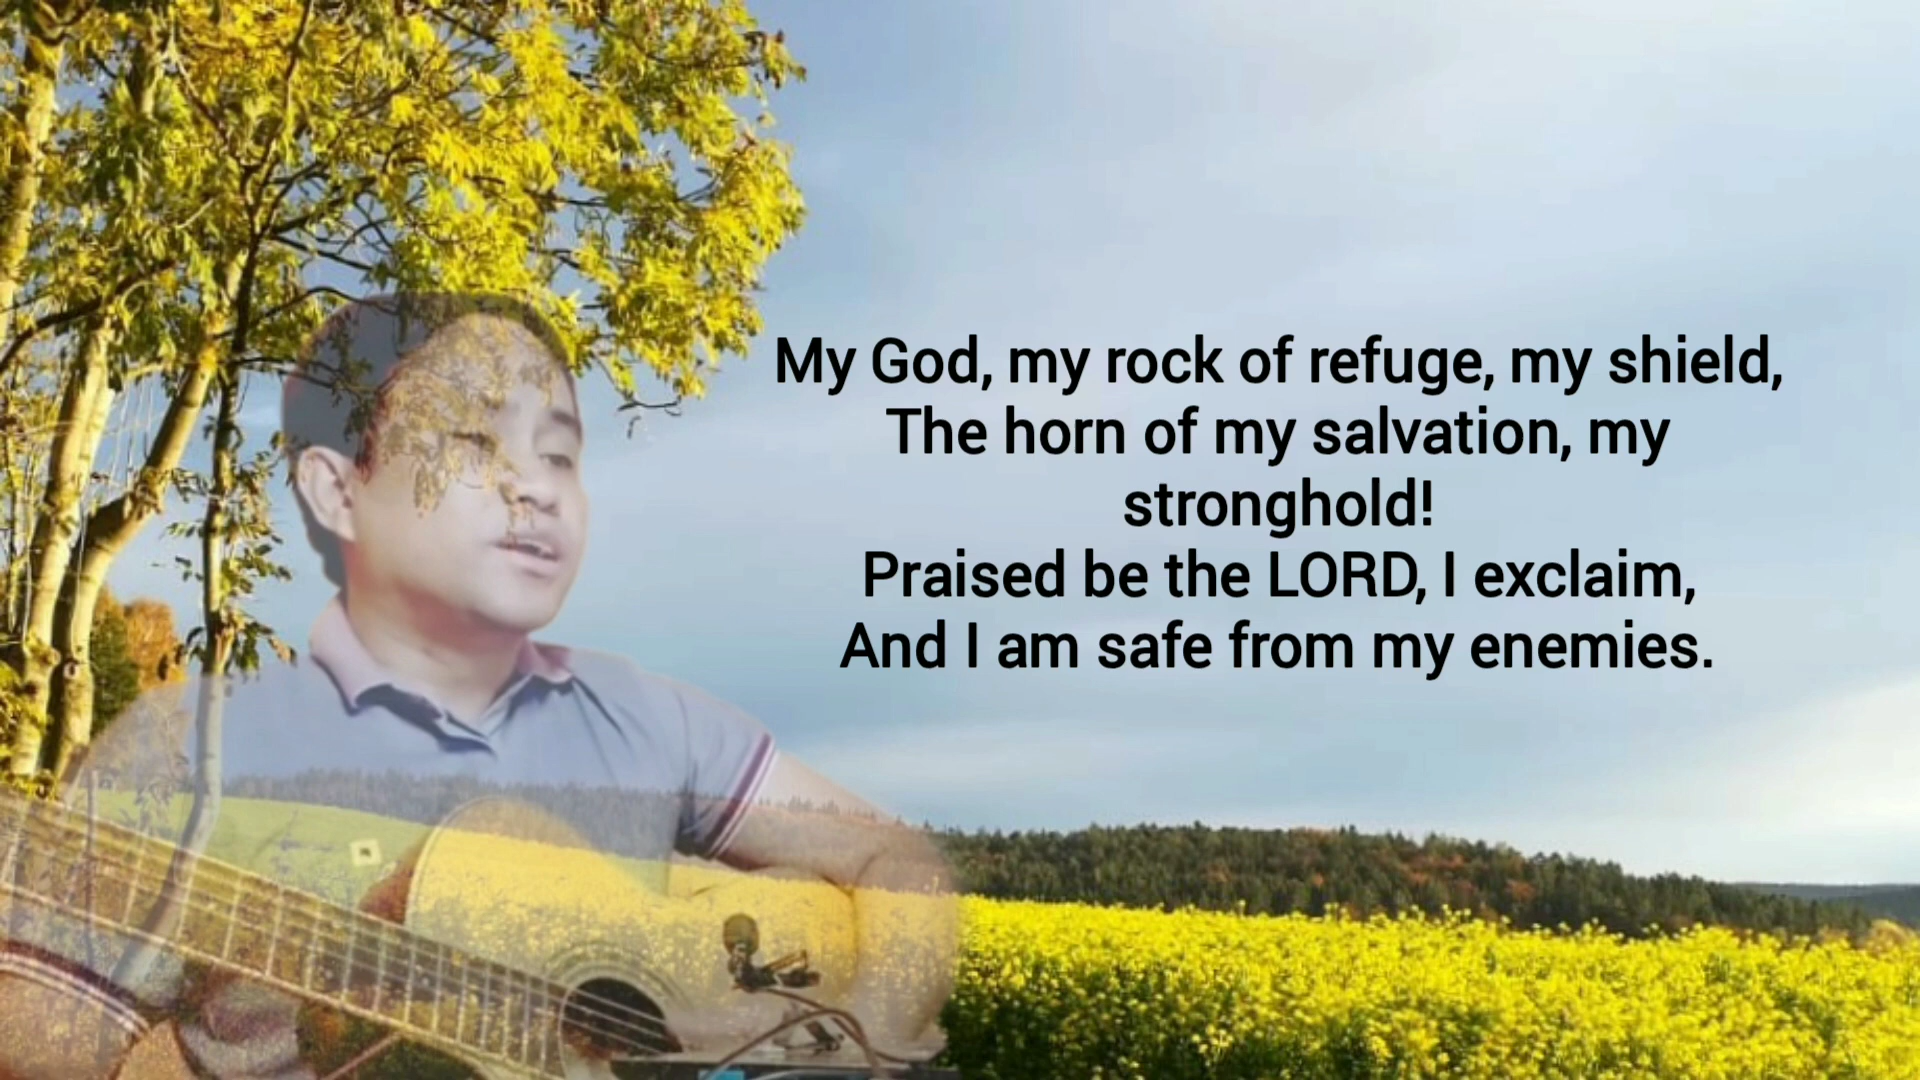 My God, my rock of refuge, my shield,
The horn of my salvation, my
stronghold!
Praised be the LORD, I exclaim,
And I am safe from my enemies.